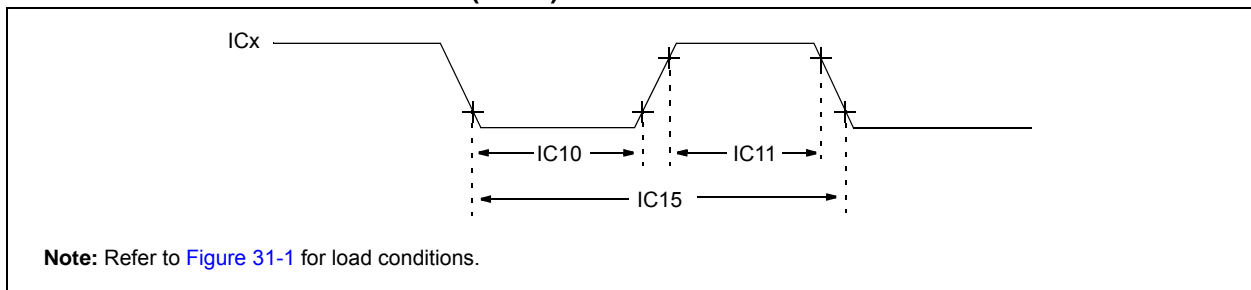 ICx
IC10
IC11
IC15
Note: Refer to Figure 31-1 for load conditions.